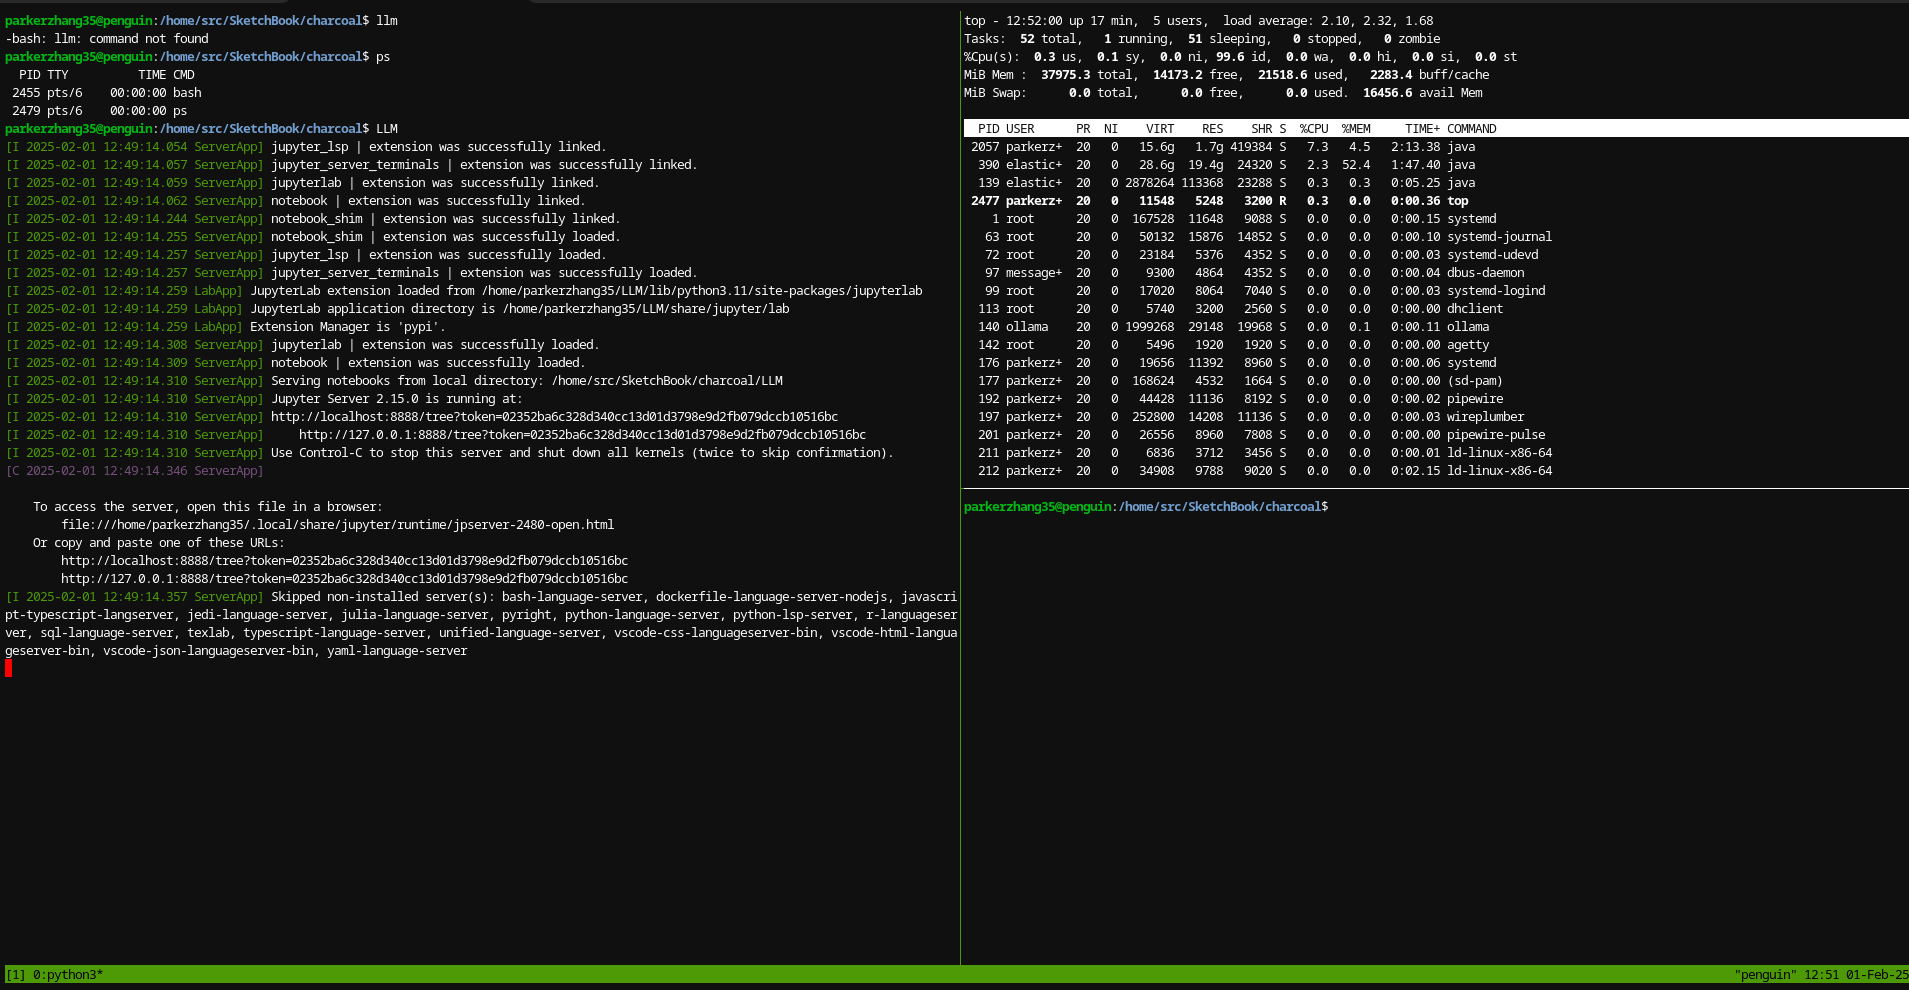 parkerzhang35@penguin:/home/src/SketchBook/charcoal$ llm
-bash: llm: command not found
parkerzhang35@penguin:/home/src/SketchBook/charcoal$ ps
PID TTY TIME CMD
2455 pts/6 00:00:00 bash
2479 pts/6 00:00:00 ps
parkerzhang35@penguin:/home/src/SketchBook/charcoal$ LLM
[I 2025-02-01 12:49:14.054 ServerApp] jupyter_lsp | extension was successfully linked.
[I 2025-02-01 12:49:14.057 ServerApp] jupyter_server_terminals | extension was successfully linked.
[I 2025-02-01 12:49:14.059 ServerApp] jupyterlab | extension was successfully linked.
[I 2025-02-01 12:49:14.062 ServerApp] notebook | extension was successfully linked.
[I 2025-02-01 12:49:14.244 ServerApp] notebook_shim | extension was successfully linked.
[I 2025-02-01 12:49:14.255 ServerApp] notebook_shim | extension was successfully loaded.
[I 2025-02-01 12:49:14.257 ServerApp] jupyter_lsp | extension was successfully loaded.
[I 2025-02-01 12:49:14.257 ServerApp] jupyter_server_terminals | extension was successfully loaded.
[I 2025-02-01 12:49:14.259 LabApp] JupyterLab extension loaded from /home/parkerzhang35/LLM/lib/python3.11/site-packages/jupyterlab
[I 2025-02-01 12:49:14.259 LabApp] JupyterLab application directory is /home/parkerzhang35/LLM/share/jupyter/lab
[I 2025-02-01 12:49:14.259 LabApp] Extension Manager is 'pypi'.
[I 2025-02-01 12:49:14.308 ServerApp] jupyterlab | extension was successfully loaded.
[I 2025-02-01 12:49:14.309 ServerApp] notebook | extension was successfully loaded.
[I 2025-02-01 12:49:14.310 ServerApp] Serving notebooks from local directory: /home/src/SketchBook/charcoal/LLM
[I 2025-02-01 12:49:14.310 ServerApp] Jupyter Server 2.15.0 is running at:
[I 2025-02-01 12:49:14.310 ServerApp] http://localhost:8888/tree?token=02352ba6c328d340cc13d01d3798e9d2fb079dccb10516bc
[I 2025-02-01 12:49:14.310 ServerApp]     http://127.0.0.1:8888/tree?token=02352ba6c328d340cc13d01d3798e9d2fb079dccb10516bc
[I 2025-02-01 12:49:14.310 ServerApp] Use Control-C to stop this server and shut down all kernels (twice to skip confirmation).
[C 2025-02-01 12:49:14.346 ServerApp]
To access the server, open this file in a browser:
file:///home/parkerzhang35/.local/share/jupyter/runtime/jpserver-2480-open.html
Or copy and paste one of these URLs:
http://localhost:8888/tree?token=02352ba6c328d340cc13d01d3798e9d2fb079dccb10516bc
http://127.0.0.1:8888/tree?token=02352ba6c328d340cc13d01d3798e9d2fb079dccb10516bc
[I 2025-02-01 12:49:14.357 ServerApp] Skipped non-installed server(s): bash-language-server, dockerfile-language-server-nodejs, javascri
pt-typescript-langserver, jedi-language-server, julia-language-server, pyright, python-language-server, python-lsp-server, r-languageser
ver, sql-language-server, texlab, typescript-language-server, unified-language-server, vscode-css-languageserver-bin, vscode-html-langua
geserver-bin, vscode-json-languageserver-bin, yaml-language-server
top - 12:52:00 up 17 min,  5 users,  load average: 2.10, 2.32, 1.68
Tasks:  52 total,   1 running,  51 sleeping,   0 stopped,   0 zombie
%Cpu(s):  0.3 us,  0.1 sy,  0.0 ni, 99.6 id,  0.0 wa,  0.0 hi,  0.0 si,  0.0 st
MiB Mem :  37975.3 total,  14173.2 free,  21518.6 used,   2283.4 buff/cache
MiB Swap:      0.0 total,      0.0 free,      0.0 used.  16456.6 avail Mem
PID USER PR NI VIRT RES SHR S %CPU %MEM TIME+ COMMAND
2057 parkerz+ 20 0 15.6g 1.7g 419384 S 7.3 4.5 2:13.38 java
390 elastic+ 20 0 28.6g 19.4g 24320 S 2.3 52.4 1:47.40 java
139 elastic+ 20 0 2878264 113368 23288 S 0.3 0.3 0:05.25 java
2477 parkerz+ 20 0 11548 5248 3200 R 0.3 0.0 0:00.36 top
1 root 20 0 167528 11648 9088 S 0.0 0.0 0:00.15 systemd
63 root 20 0 50132 15876 14852 S 0.0 0.0 0:00.10 systemd-journal
72 root 20 0 23184 5376 4352 S 0.0 0.0 0:00.03 systemd-udevd
97 message+ 20 0 9300 4864 4352 S 0.0 0.0 0:00.04 dbus-daemon
99 root 20 0 17020 8064 7040 S 0.0 0.0 0:00.03 systemd-logind
113 root 20 0 5740 3200 2560 S 0.0 0.0 0:00.00 dhclient
140 ollama 20 0 1999268 29148 19968 S 0.0 0.1 0:00.11 ollama
142 root 20 0 5496 1920 1920 S 0.0 0.0 0:00.00 agetty
176 parkerz+ 20 0 19656 11392 8960 S 0.0 0.0 0:00.06 systemd
177 parkerz+ 20 0 168624 4532 1664 S 0.0 0.0 0:00.00 (sd-pam)
192 parkerz+ 20 0 44428 11136 8192 S 0.0 0.0 0:00.02 pipewire
197 parkerz+ 20 0 252800 14208 11136 S 0.0 0.0 0:00.03 wireplumber
201 parkerz+ 20 0 26556 8960 7808 S 0.0 0.0 0:00.00 pipewire-pulse
211 parkerz+ 20 0 6836 3712 3456 S 0.0 0.0 0:00.01 ld-linux-x86-64
212 parkerz+ 20 0 34908 9788 9020 S 0.0 0.0 0:02.15 ld-linux-x86-64
parkerzhang35@penguin:/home/src/SketchBook/charcoal$
[1] 0:python3*
"penguin" 12:51 01-Feb-25